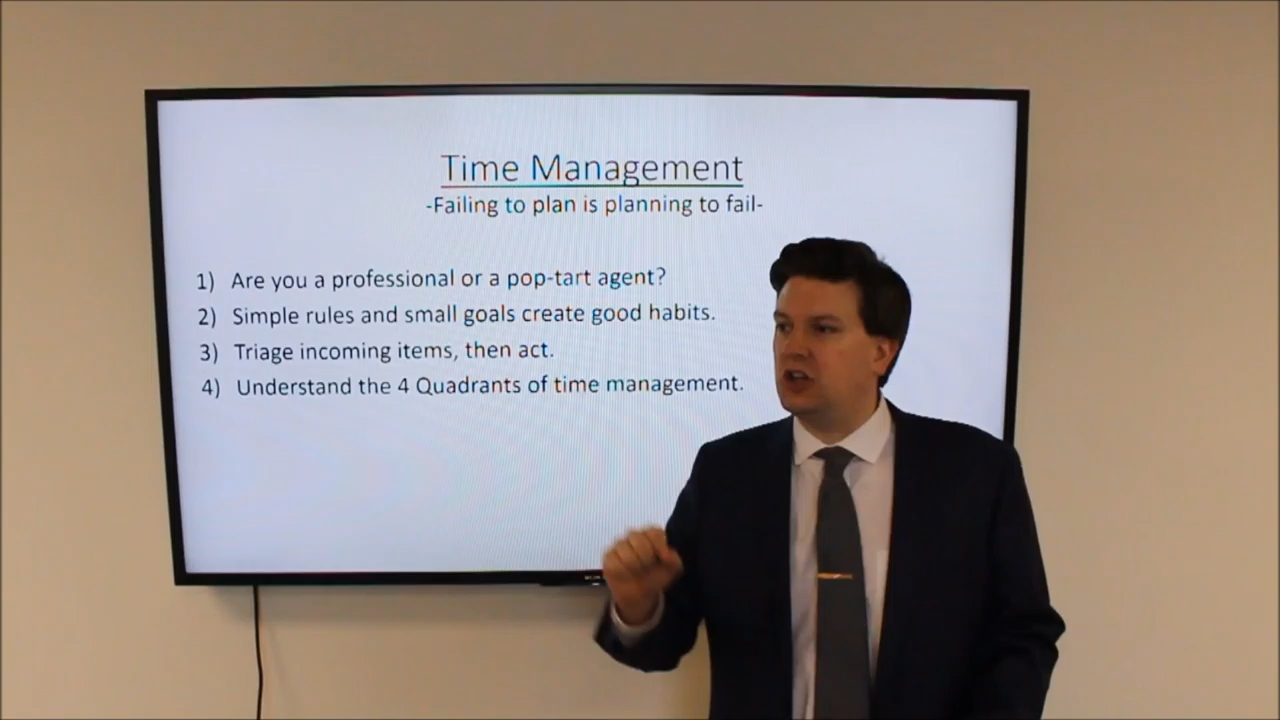 Time Management
-Failing to plan is planning to fail-
1) Are you a professional or a pop-tart agent?
2) Simple rules and small goals create good habits.
3) Triage incoming items, then act.
4) Understand the 4 Quadrants of time management.